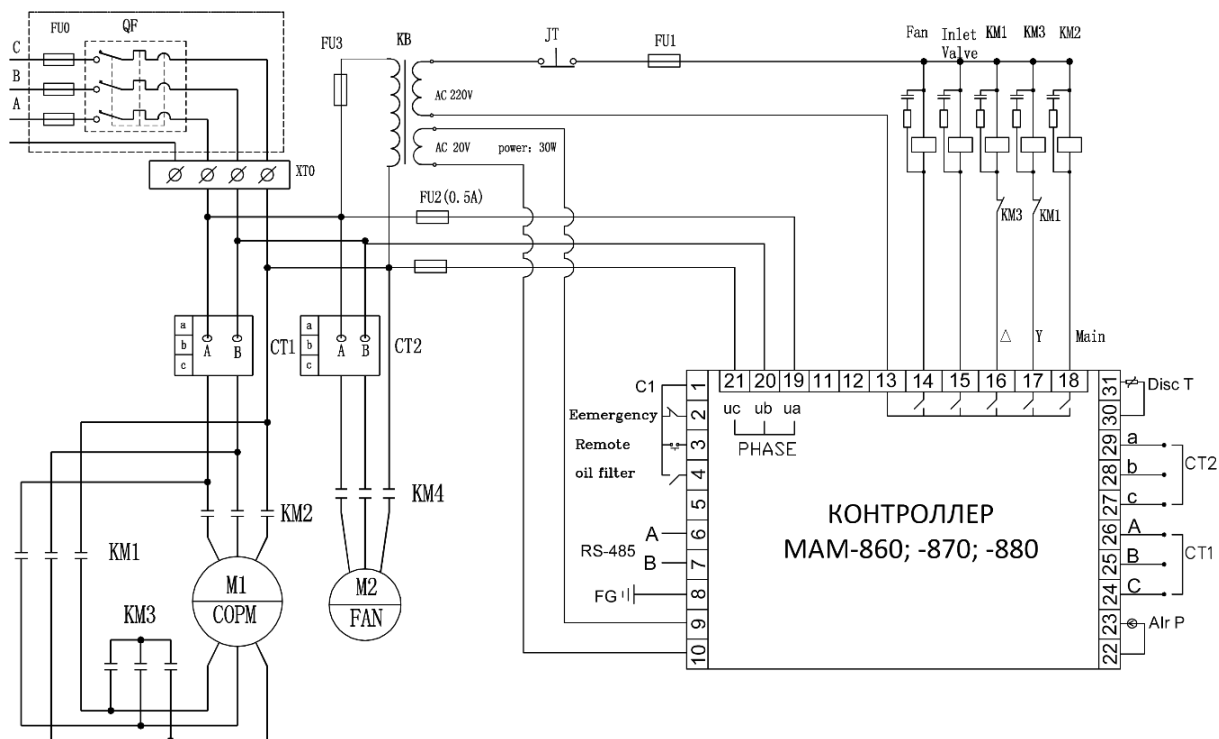 FU0
QF
C
B
A
XT0
FU3
KB
JT
FU1
AC 220V
AC 20V
power: 30W
FU2(0.5A)
Fan
Inlet
Valve
KM1
KM3
KM2
KM3
KM1
△
Y
Main
a
b
c
A
B
CT1
a
b
c
A
B
CT2
KM2
KM4
KM1
KM3
M1
COPM
M2
FAN
C1
Eemergency
Remote
oil filter
RS-485
A
B
FG
1
2
3
4
5
6
7
8
9
10
21
20
19
11
12
13
14
15
16
17
18
uc
ub
ua
PHASE
КОНТРОЛЛЕР
МАМ-860; -870; -880
31
30
29
28
27
26
25
24
23
22
Disc T
a
b
c
CT2
A
B
C
CT1
AIr P